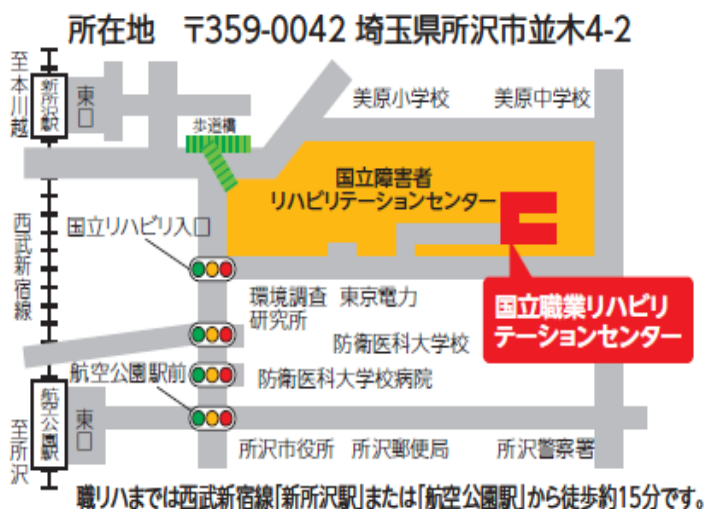 所在地 〒359-0042 埼玉県所沢市並木4-2
至本川越
新所沢駅
東口
歩道橋
美原小学校
美原中学校
国立障害者
リハビリテーションセンター
西武新宿線
国立リハビリ入口
環境調査
研究所
東京電力
国立職業リハビリ
テーションセンター
防衛医科大学校
航空公園駅前
防衛医科大学校病院
至所沢
航空公園駅
東口
所沢市役所
所沢郵便局
所沢警察署
職リハまでは西武新宿線｢新所沢駅｣または｢航空公園駅｣から徒歩約15分です。